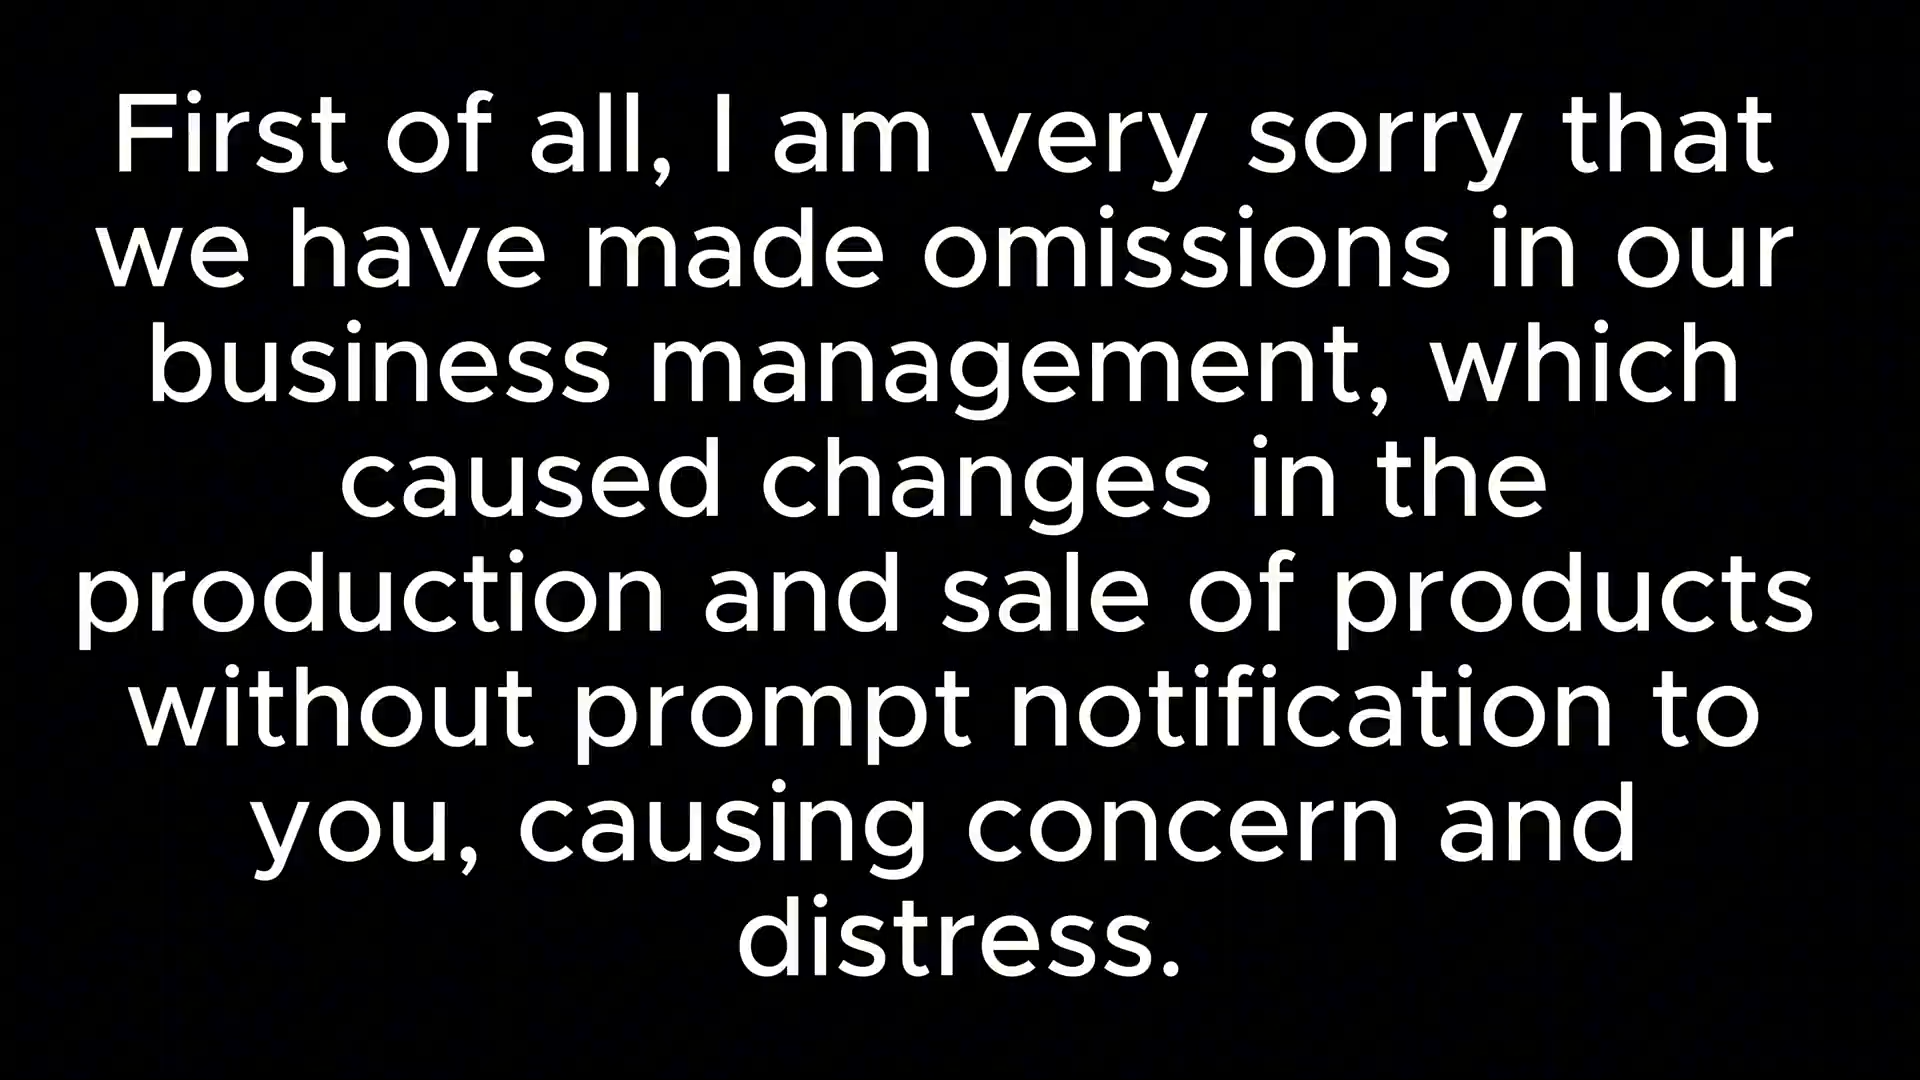 First of all, I am very sorry that
we have made omissions in our
business management, which
caused changes in the
production and sale of products
without prompt notification to
you, causing concern and
distress.